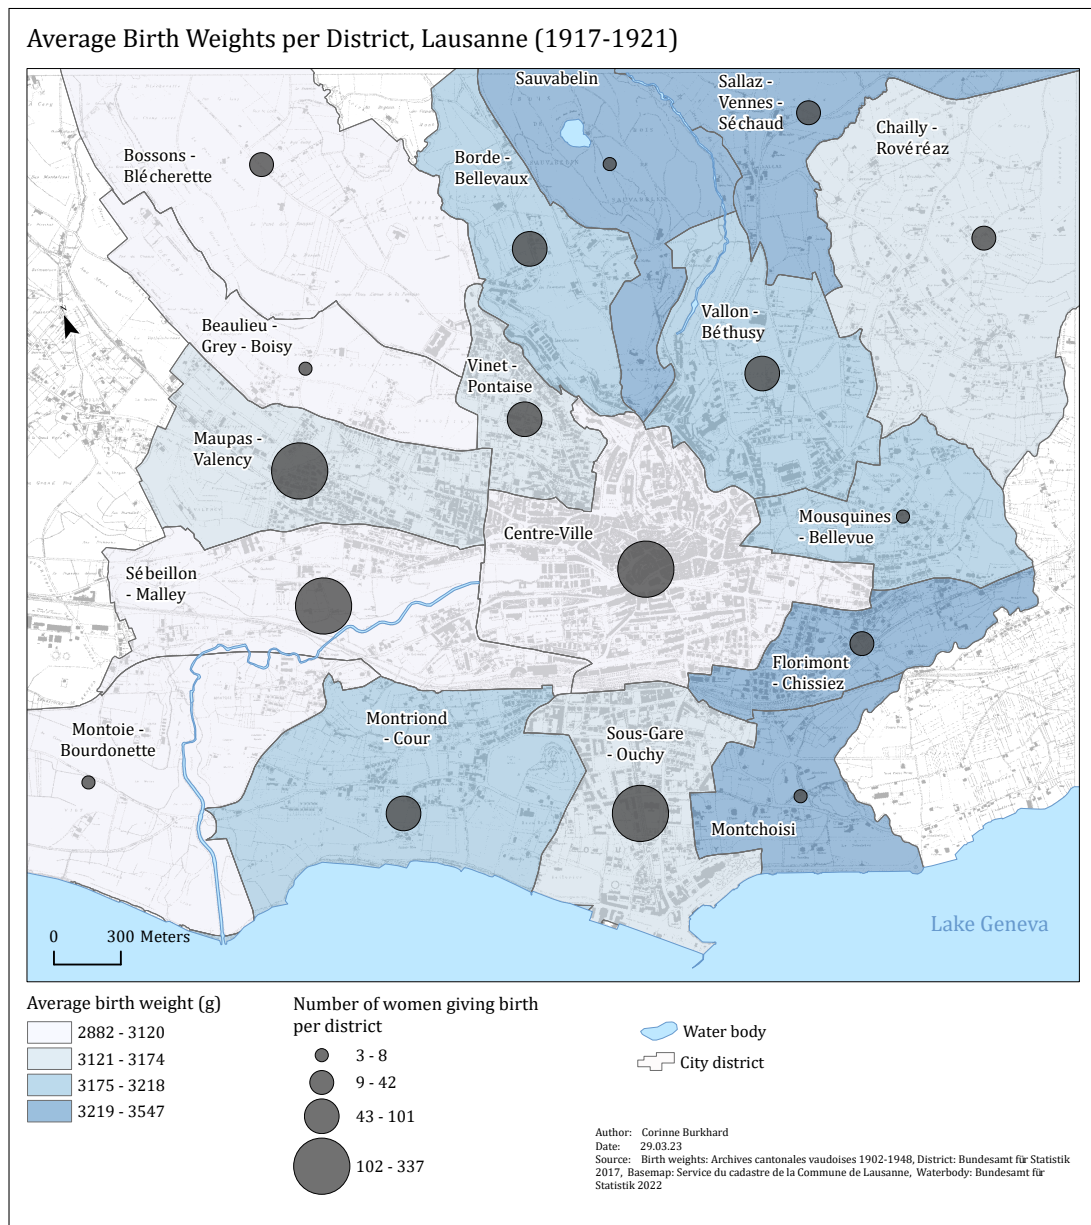 Average Birth Weights per District, Lausanne (1917-1921)
Sauvabelin
Sallaz -
Vennes -
Séchaud
Chailly -
Rovéréaz
Bossons -
Blécherette
Borde -
Bellevaux
Vallon -
Béthusy
Beaulieu -
Grey - Boisy
Vinet -
Pontaise
Maupas -
Valency
Centre-Ville
Mousquines
- Bellevue
Sébeillon
- Malley
Florimont
- Chissiez
Montoie -
Bourdonette
Montriond
- Cour
Sous-Gare
- Ouchy
Montchoisi
Lake Geneva
0 300 Meters
Average birth weight (g)
2882 - 3120
3121 - 3174
3175 - 3218
3219 - 3547
Number of women giving birth
per district
3 - 8
9 - 42
43 - 101
102 - 337
Water body
City district
Author: Corinne Burkhard
Date: 29.03.23
Source: Birth weights: Archives cantonales vaudoises 1902-1948, District: Bundesamt für Statistik
2017, Basemap: Service du cadastre de la Commune de Lausanne, Waterbody: Bundesamt für
Statistik 2022